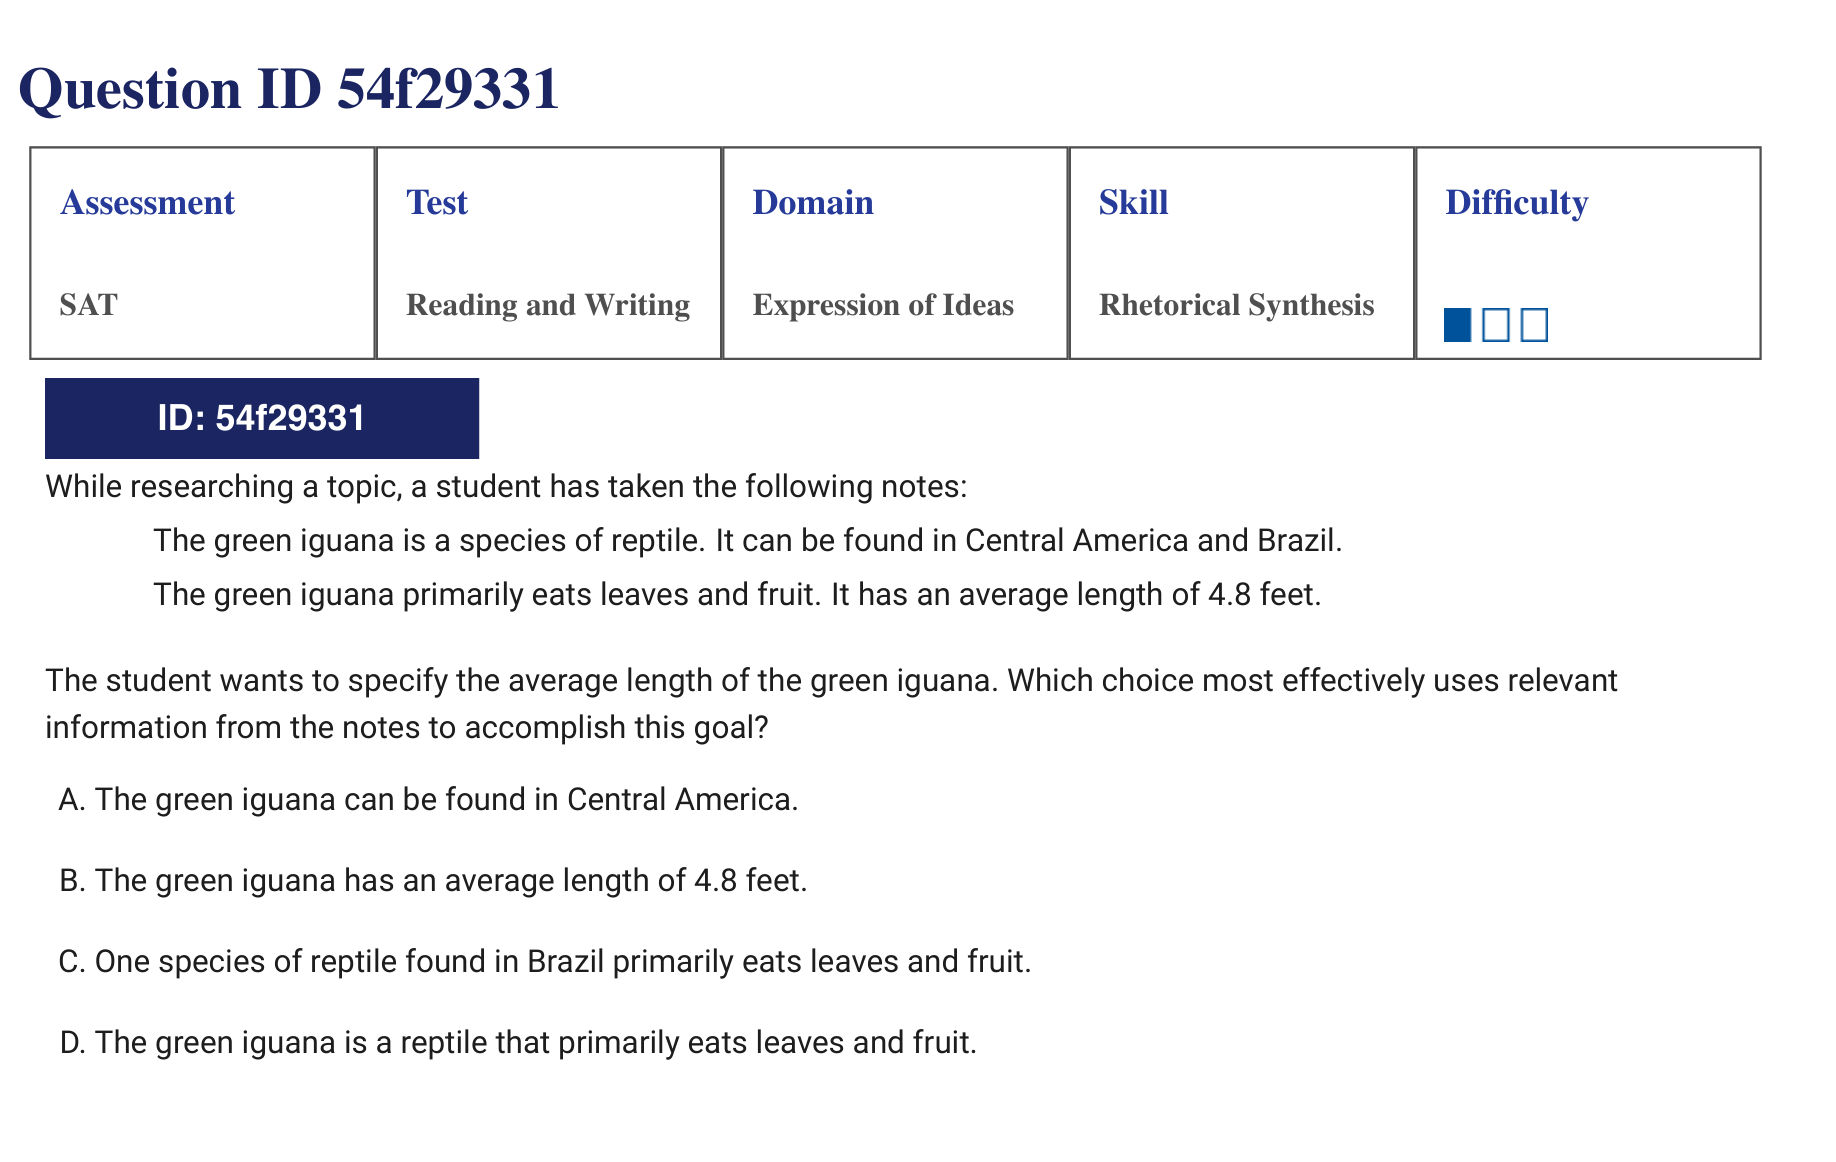 Question ID 54f29331
Assessment
Test
Domain
Skill
Difficulty
SAT
Reading and Writing
Expression of Ideas
Rhetorical Synthesis
ID: 54f29331
While researching a topic, a student has taken the following notes:
The green iguana is a species of reptile. It can be found in Central America and Brazil.
The green iguana primarily eats leaves and fruit. It has an average length of 4.8 feet.
The student wants to specify the average length of the green iguana. Which choice most effectively uses relevant
information from the notes to accomplish this goal?
A. The green iguana can be found in Central America.
B. The green iguana has an average length of 4.8 feet.
C. One species of reptile found in Brazil primarily eats leaves and fruit.
D. The green iguana is a reptile that primarily eats leaves and fruit.